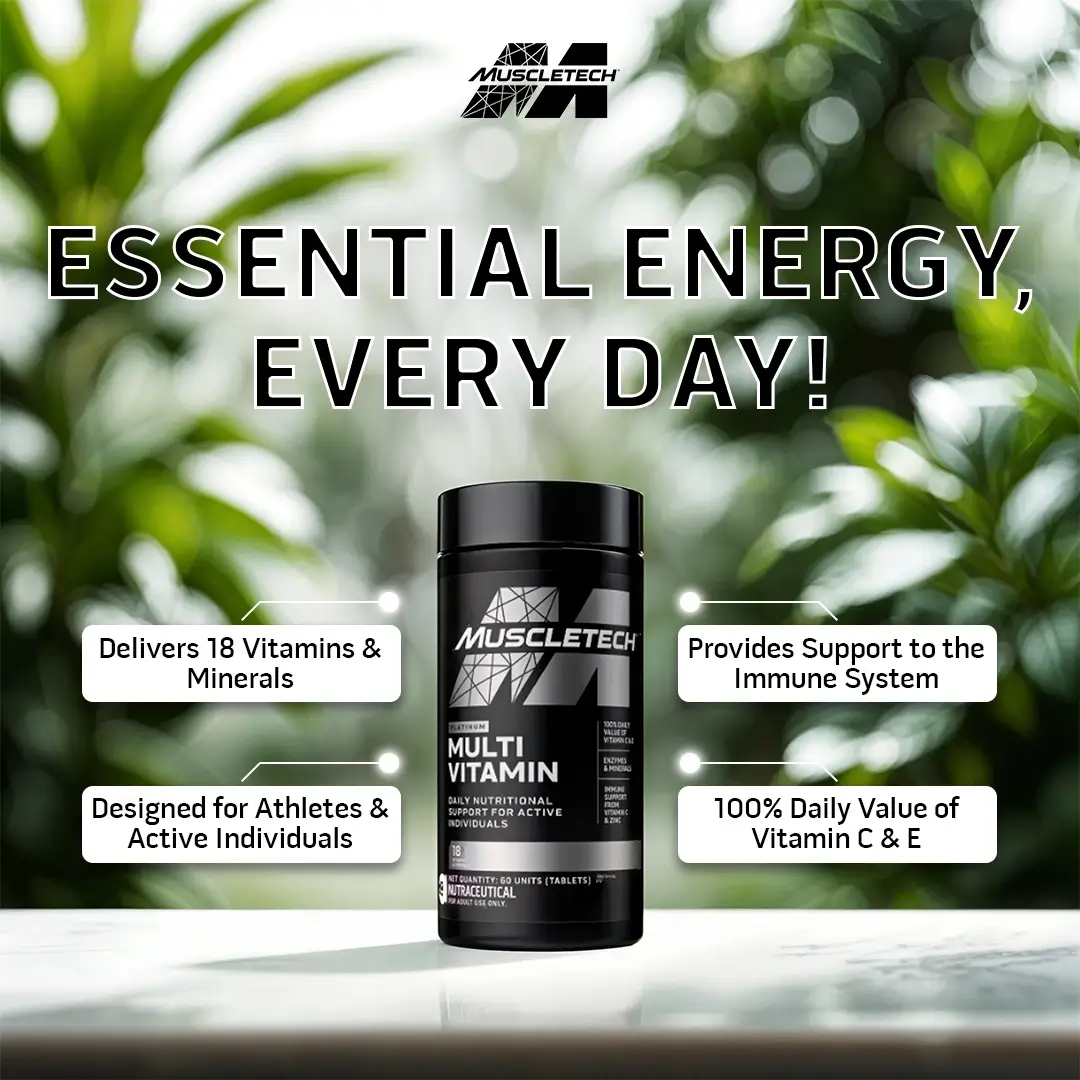 MUSCLETECH
ESSENTIAL ENERGY,
EVERY DAY!
Delivers 18 Vitamins &
Minerals
Provides Support to the
Immune System
Designed for Athletes &
Active Individuals
100% Daily Value of
Vitamin C & E
MUSCLETECH
PLATINUM
MULTI
VITAMIN
DAILY NUTRITIONAL
SUPPORT FOR ACTIVE
INDIVIDUALS
100% DAILY
VALUE OF
VITAMIN C & E
ENZYMES
& MINERALS
IMMUNE
SUPPORT
FROM
VITAMIN C
& ZINC
18
NET QUANTITY: 60 UNITS (TABLETS)
NUTRACEUTICAL
FOR ADULT USE ONLY.